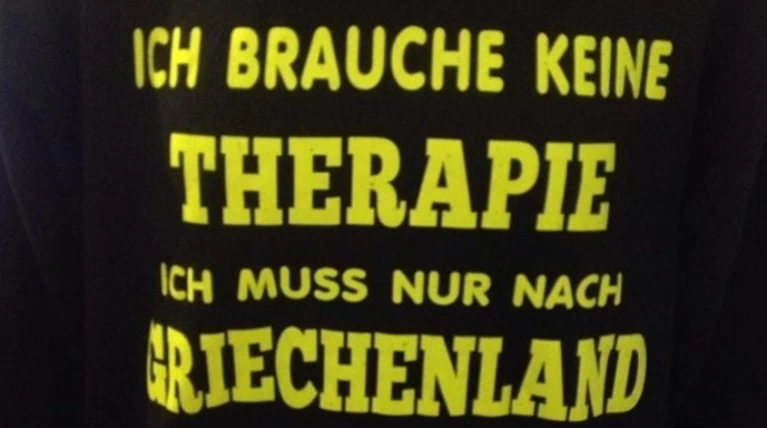 ICH BRAUCHE KEINE
THERAPIE
ICH MUSS NUR NACH
GRIECHENLAND